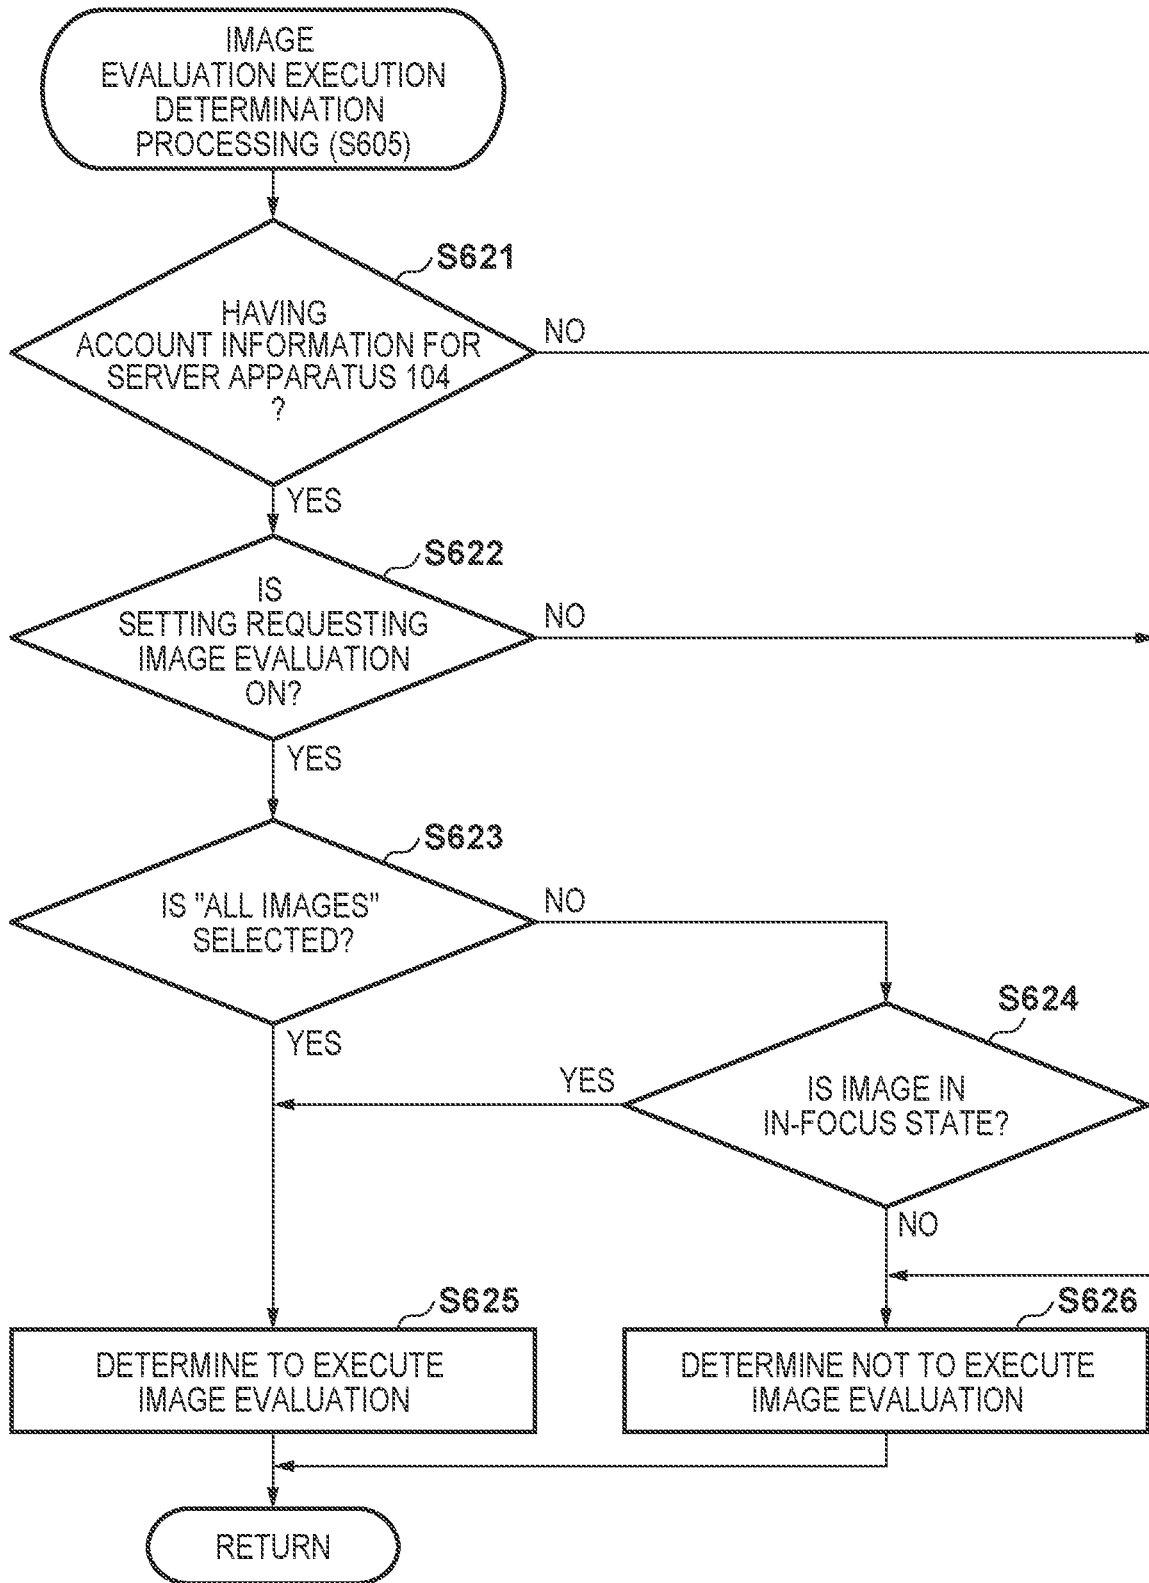 IMAGE
EVALUATION EXECUTION
DETERMINATION
PROCESSING (S605)
S621
HAVING
ACCOUNT INFORMATION FOR
SERVER APPARATUS 104
?
NO
YES
S622
IS
SETTING REQUESTING
IMAGE EVALUATION
ON?
NO
YES
S623
IS "ALL IMAGES"
SELECTED?
NO
YES
S624
IS IMAGE IN
IN-FOCUS STATE?
YES
NO
S625
DETERMINE TO EXECUTE
IMAGE EVALUATION
S626
DETERMINE NOT TO EXECUTE
IMAGE EVALUATION
RETURN